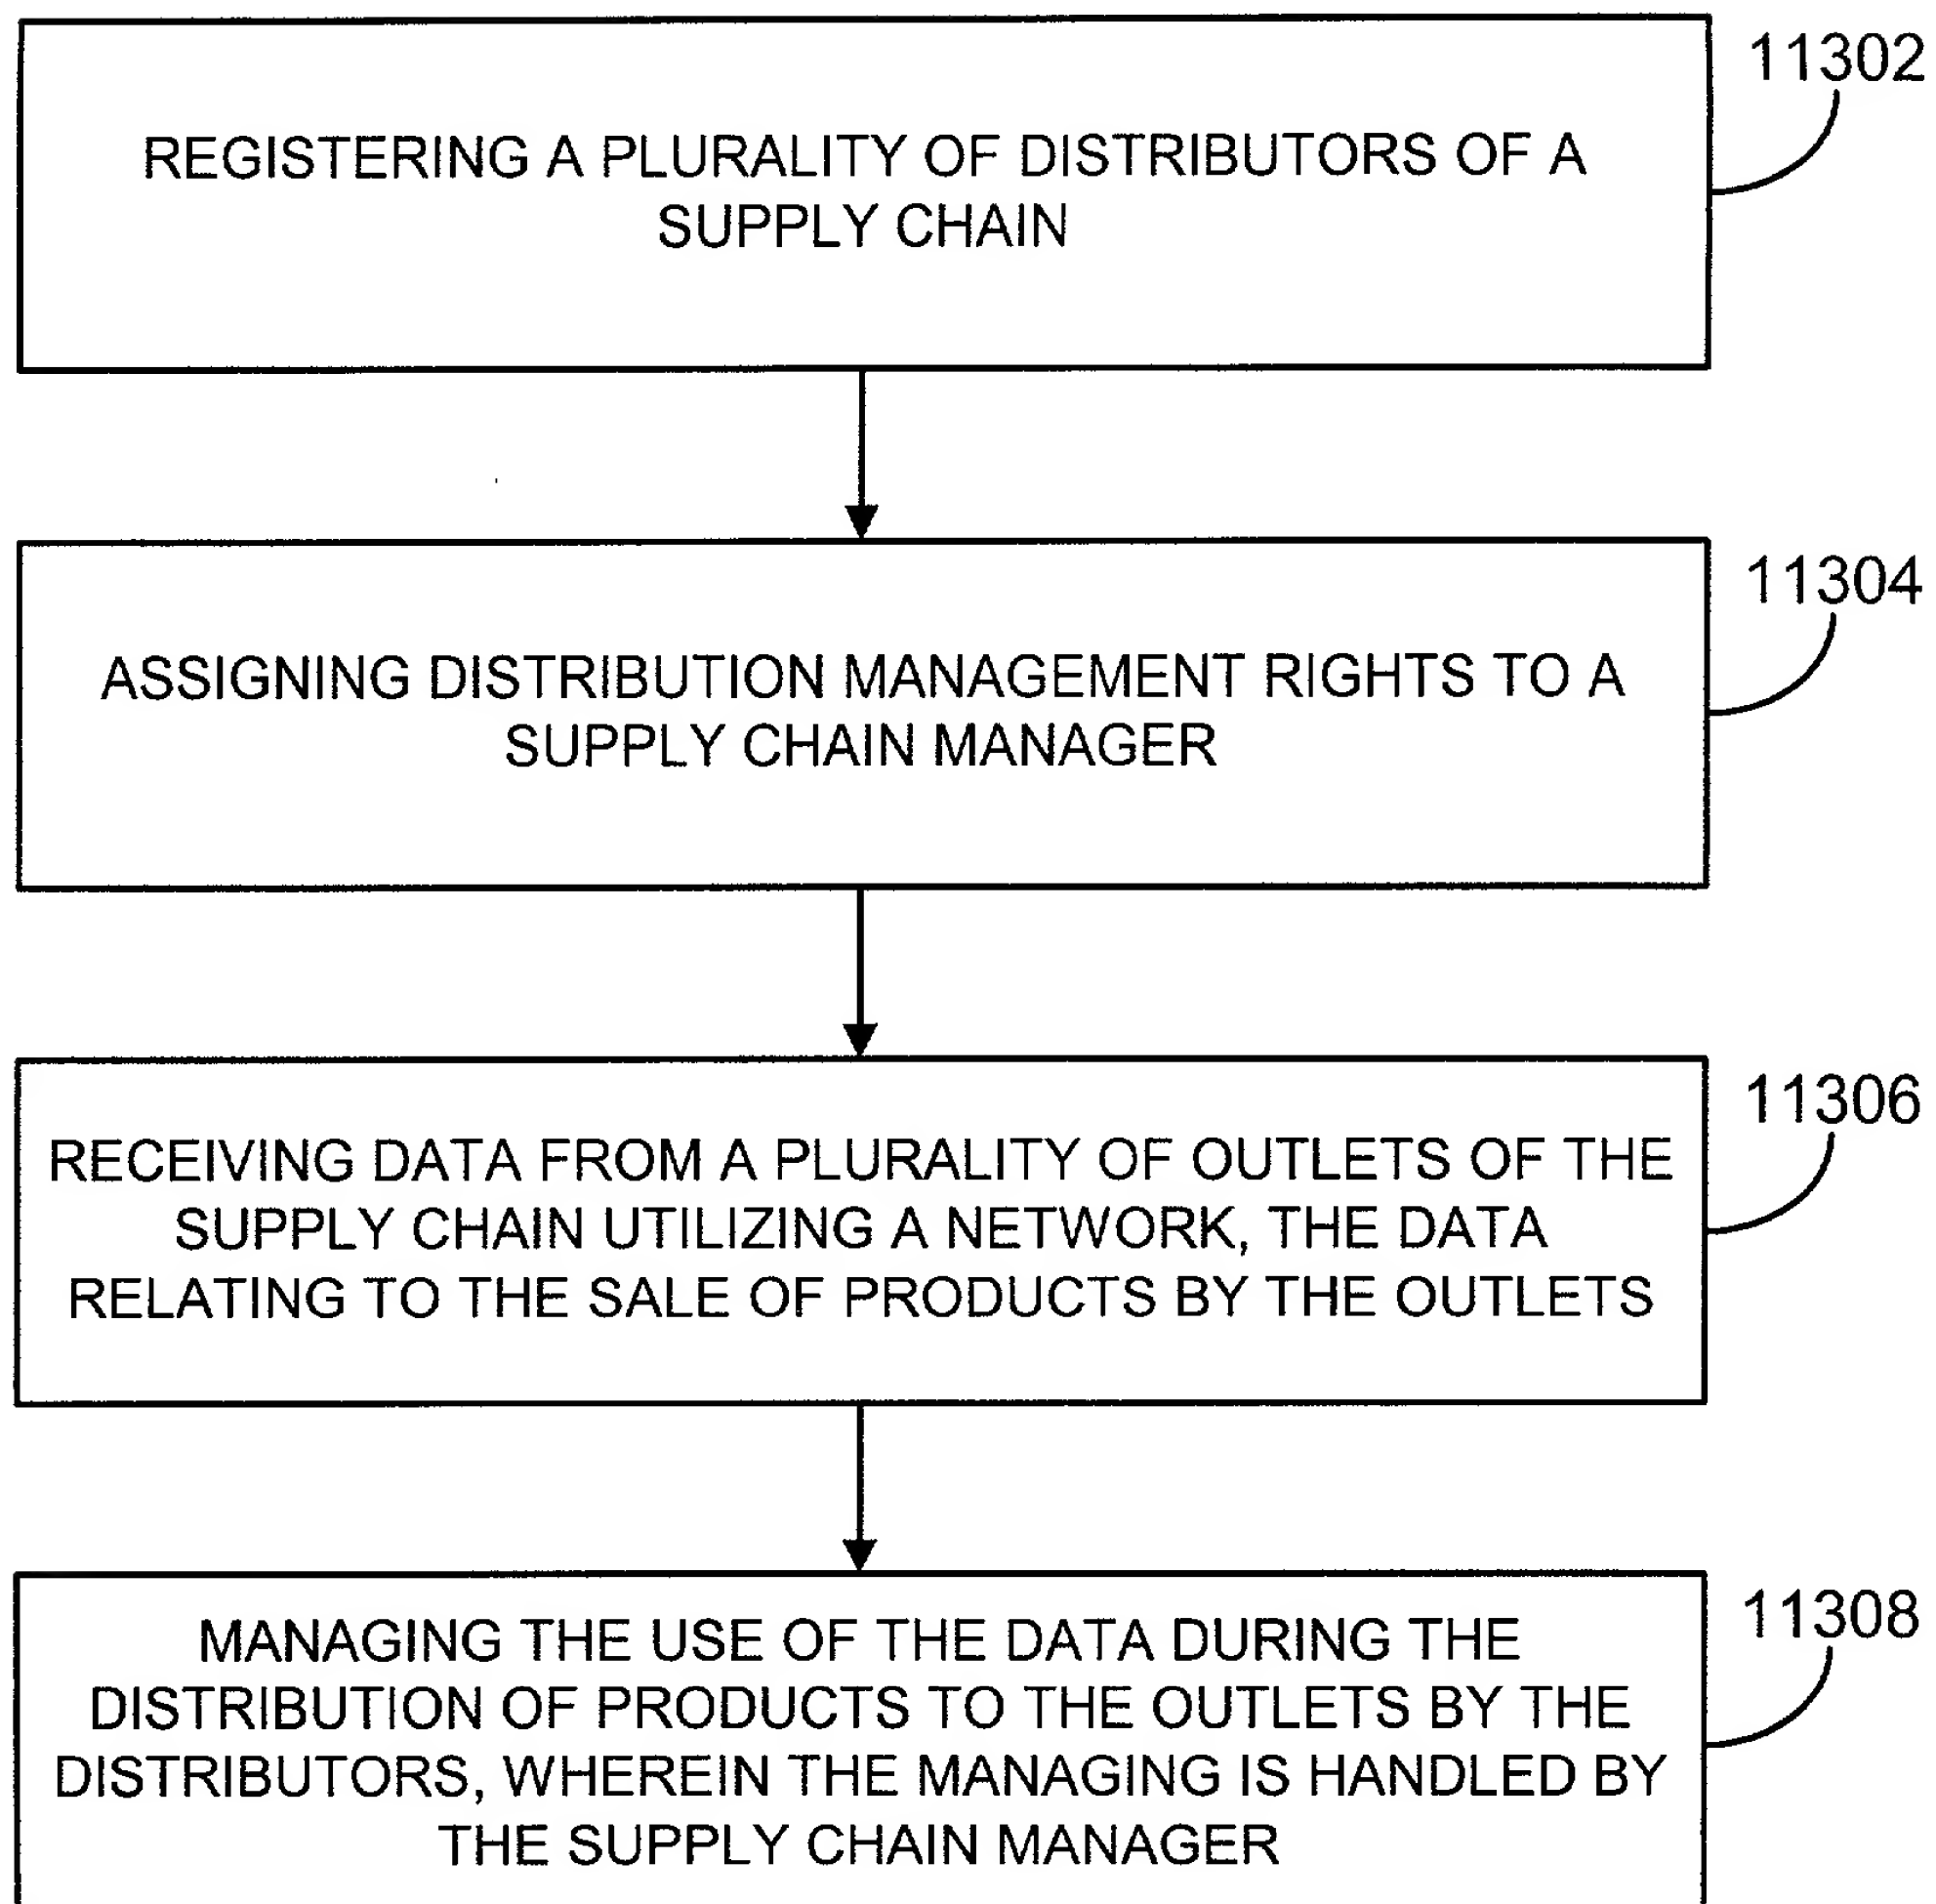 11302
REGISTERING A PLURALITY OF DISTRIBUTORS OF A
SUPPLY CHAIN
11304
ASSIGNING DISTRIBUTION MANAGEMENT RIGHTS TO A
SUPPLY CHAIN MANAGER
11306
RECEIVING DATA FROM A PLURALITY OF OUTLETS OF THE
SUPPLY CHAIN UTILIZING A NETWORK, THE DATA
RELATING TO THE SALE OF PRODUCTS BY THE OUTLETS
11308
MANAGING THE USE OF THE DATA DURING THE
DISTRIBUTION OF PRODUCTS TO THE OUTLETS BY THE
DISTRIBUTORS, WHEREIN THE MANAGING IS HANDLED BY
THE SUPPLY CHAIN MANAGER